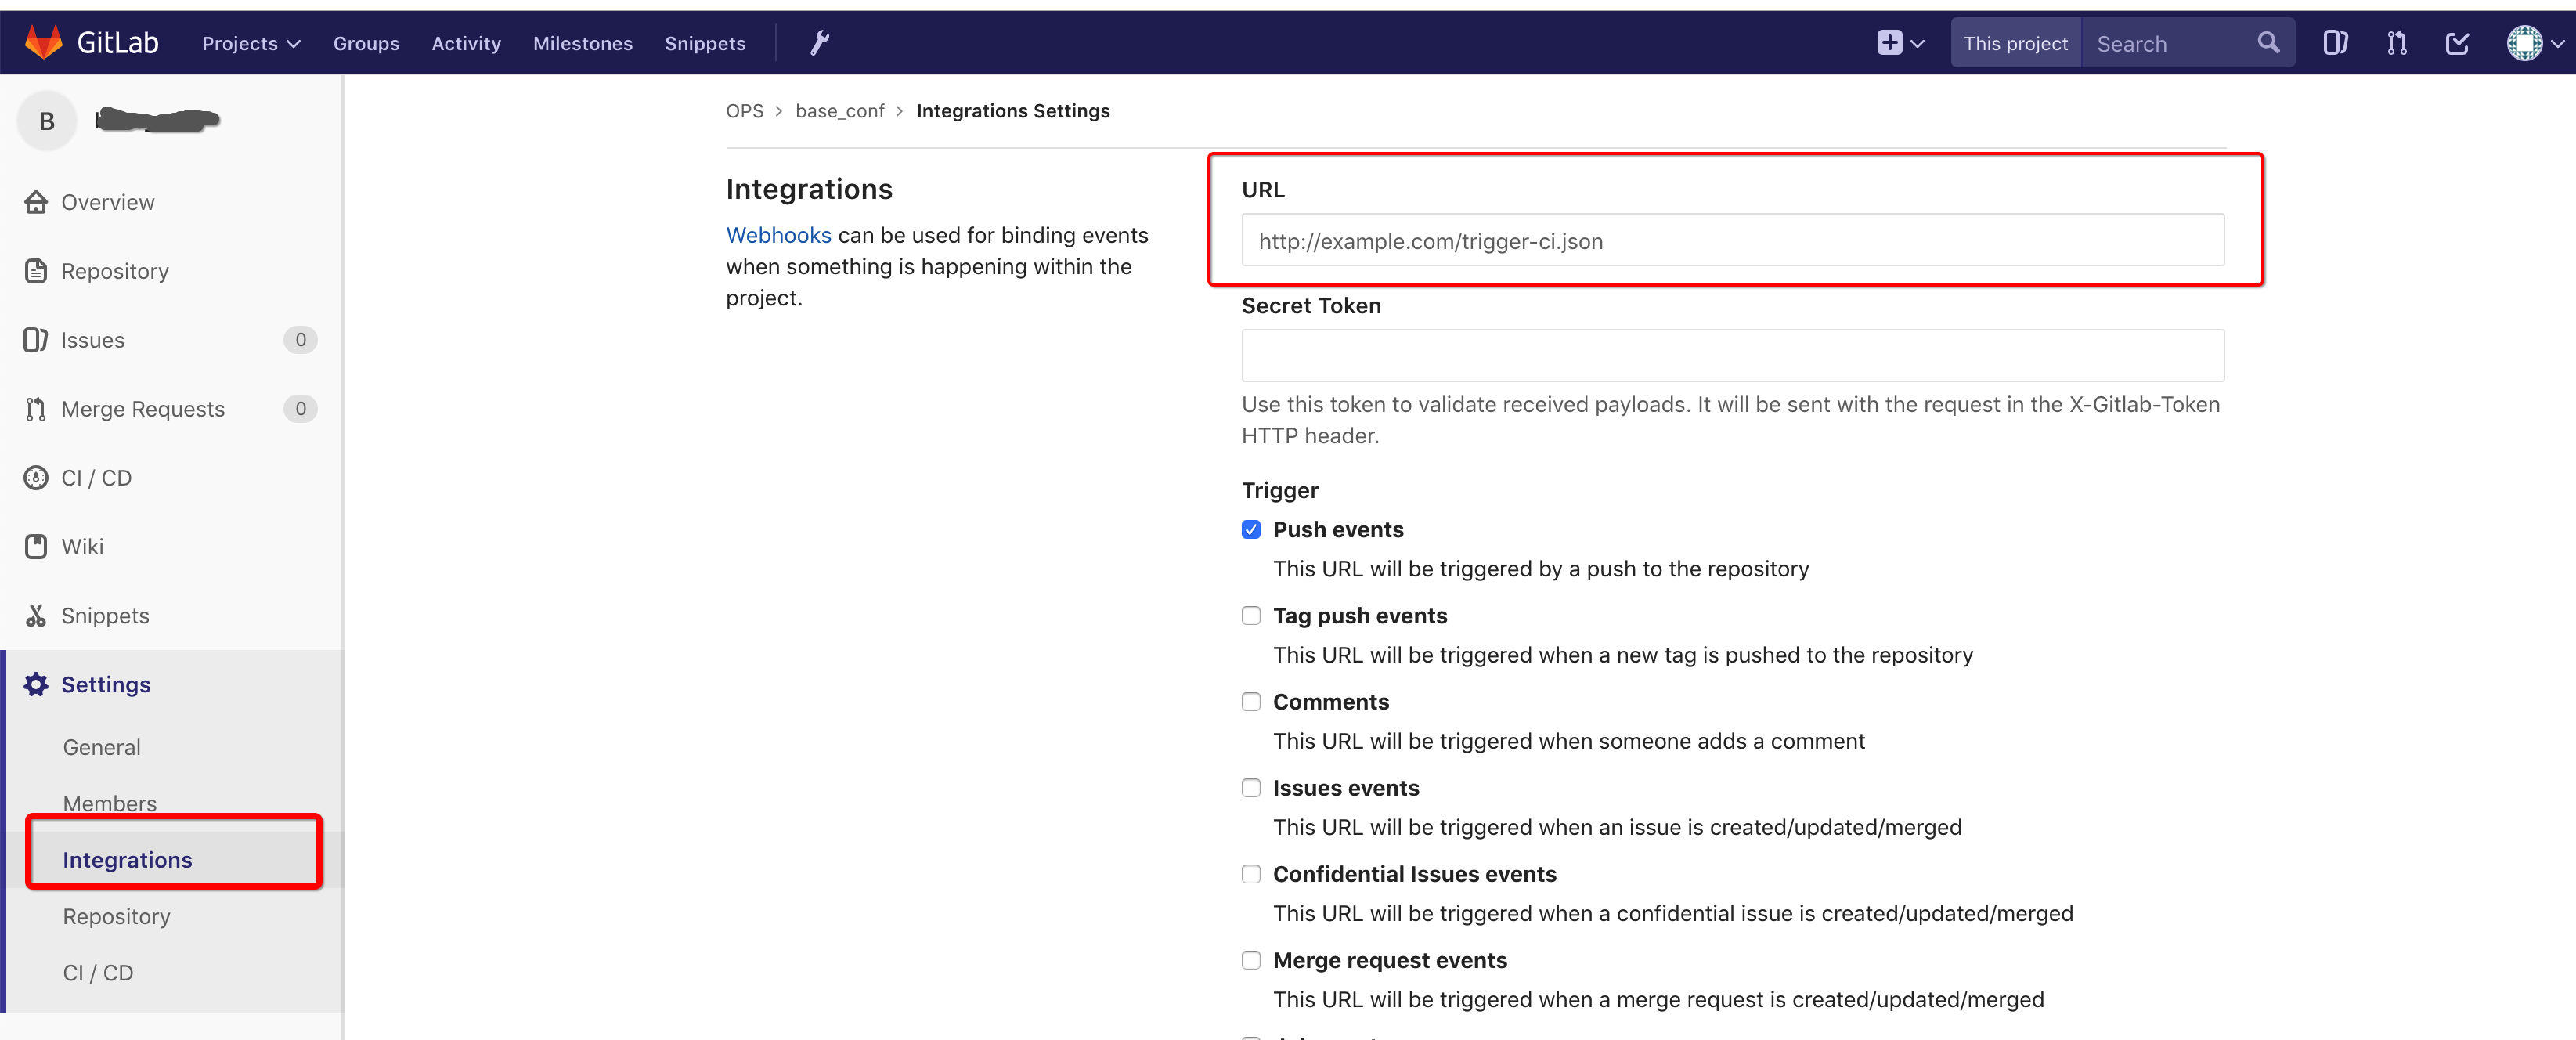 GitLab Projects Groups Activity Milestones Snippets This project Search
B
Overview
Repository
Issues 0
Merge Requests 0
CI / CD
Wiki
Snippets
Settings
General
Members
Integrations
Repository
CI / CD
OPS > base_conf > Integrations Settings
Integrations
Webhooks can be used for binding events
when something is happening within the
project.
URL
http://example.com/trigger-ci.json
Secret Token
Use this token to validate received payloads. It will be sent with the request in the X-Gitlab-Token
HTTP header.
Trigger
Push events
This URL will be triggered by a push to the repository
Tag push events
This URL will be triggered when a new tag is pushed to the repository
Comments
This URL will be triggered when someone adds a comment
Issues events
This URL will be triggered when an issue is created/updated/merged
Confidential Issues events
This URL will be triggered when a confidential issue is created/updated/merged
Merge request events
This URL will be triggered when a merge request is created/updated/merged